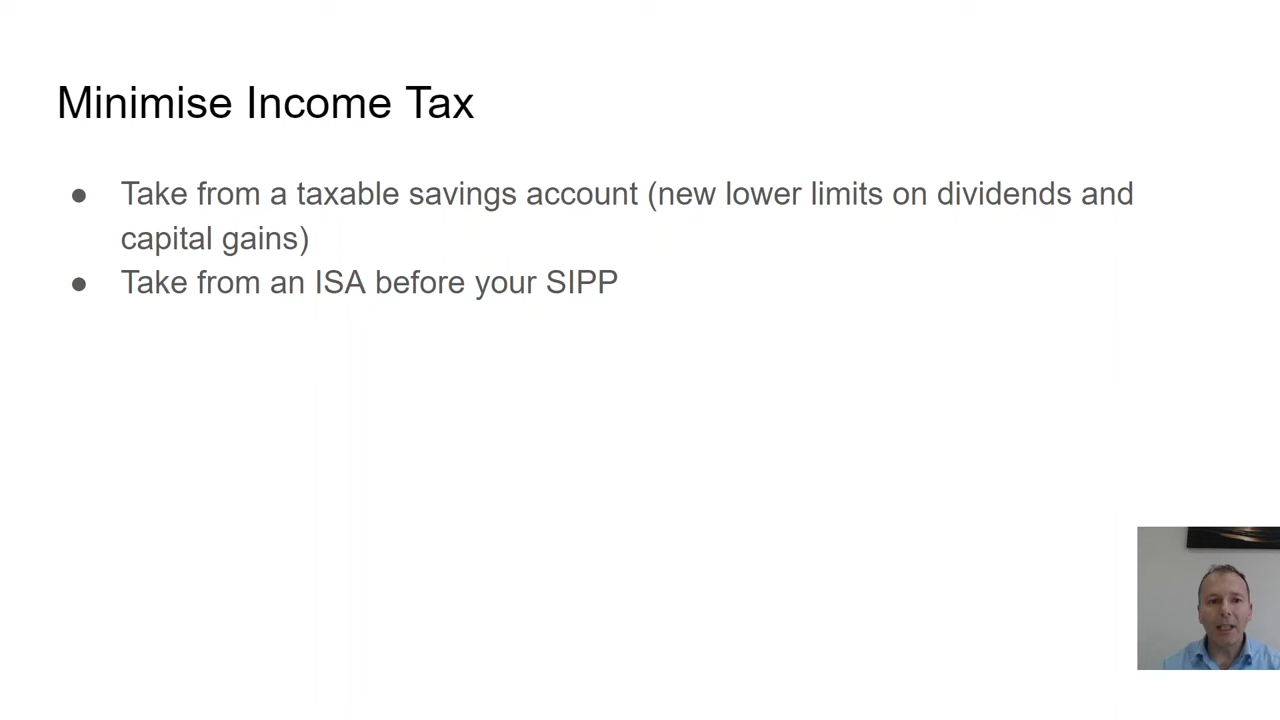 Minimise Income Tax
● Take from a taxable savings account (new lower limits on dividends and
capital gains)
● Take from an ISA before your SIPP